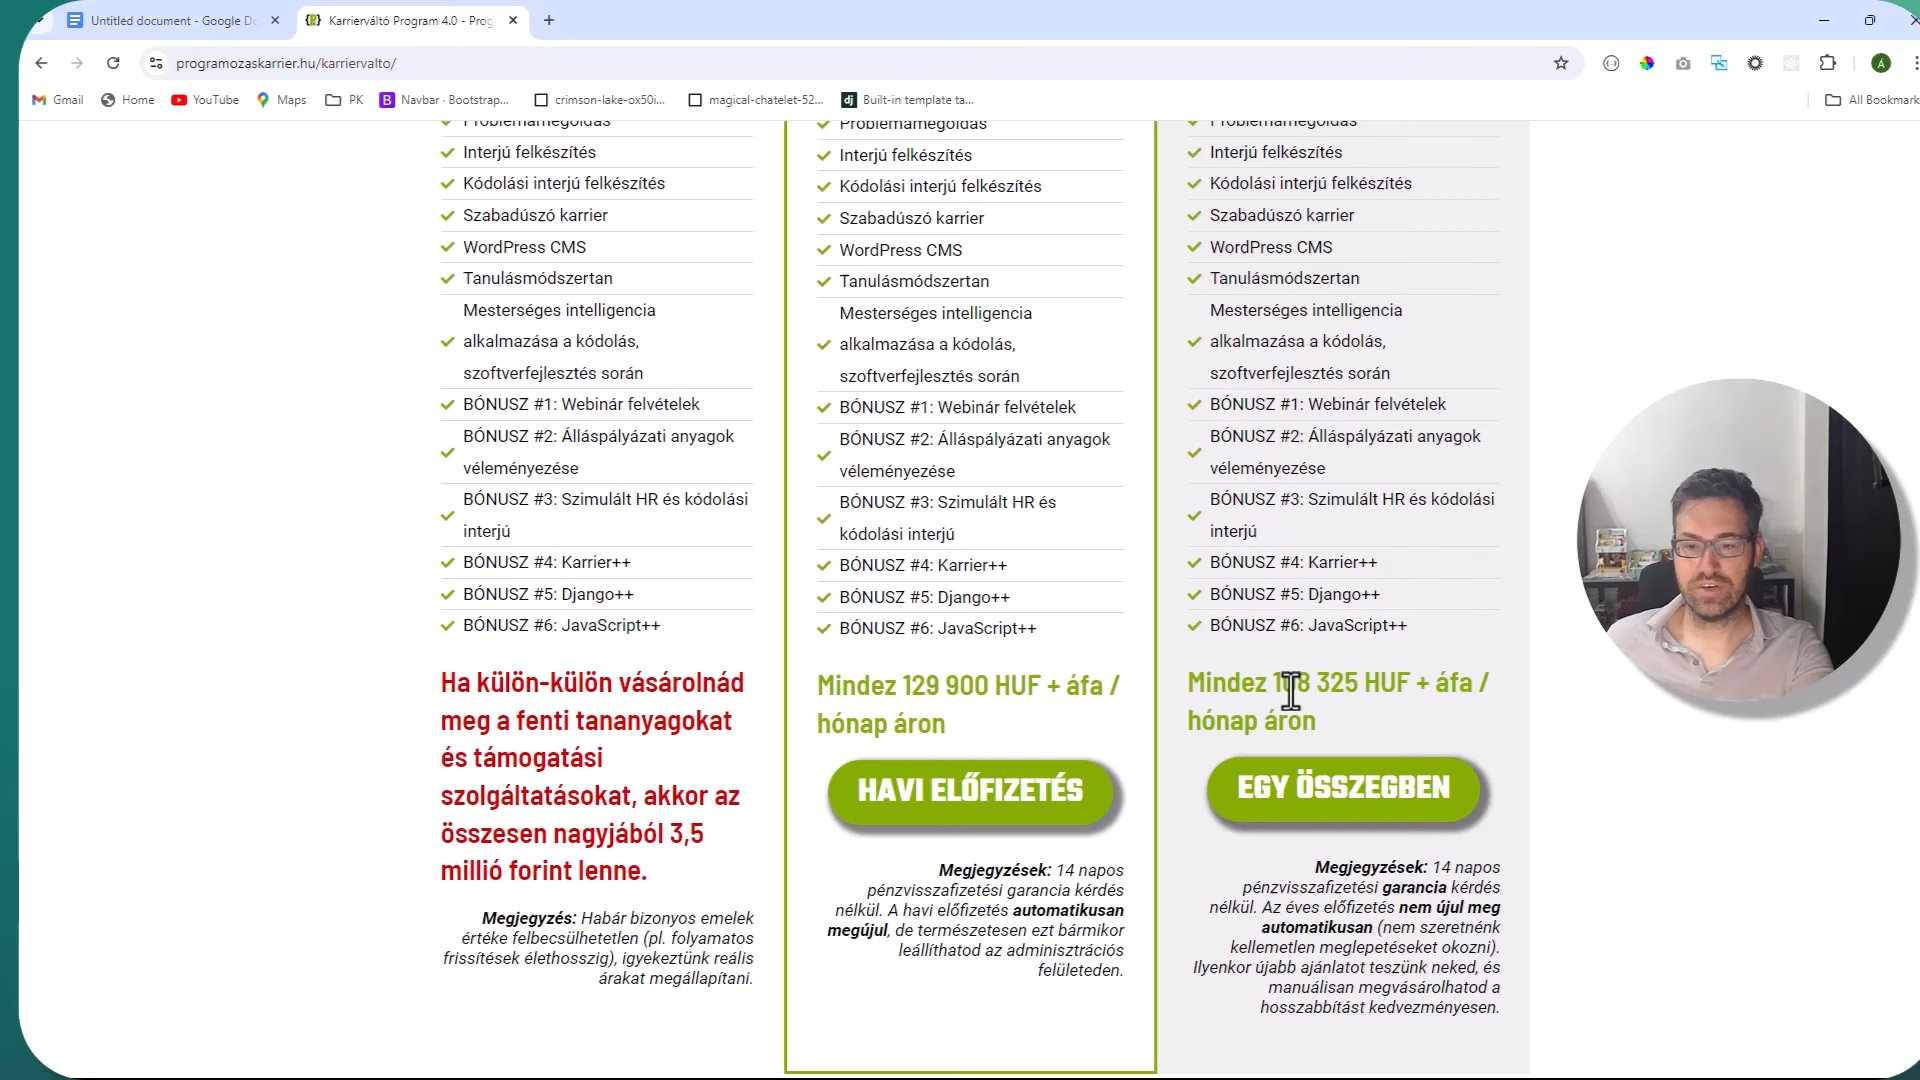 Untitled document - Google Dc
Karrierváltó Program 4.0 - Prog
programozaskarrier.hu/karriervalto/
Á
Gmail
Home
YouTube
Maps
PK
B
Navbar · Bootstrap...
crimson-lake-ox50i...
magical-chatelet-52...
dj
Built-in template ta...
All Bookmark
Problémamegoldás
Interjú felkészítés
Kódolási interjú felkészítés
Szabadúszó karrier
WordPress CMS
Tanulásmódszertan
Mesterséges intelligencia
alkalmazása a kódolás,
szoftverfejlesztés során
BÓNUSZ #1: Webinár felvételek
BÓNUSZ #2: Álláspályázati anyagok
véleményezése
BÓNUSZ #3: Szimulált HR és kódolási
interjú
BÓNUSZ #4: Karrier++
BÓNUSZ #5: Django++
BÓNUSZ #6: JavaScript++
Ha külön-külön vásárolnád
meg a fenti tananyagokat
és támogatási
szolgáltatásokat, akkor az
összesen nagyjából 3,5
millió forint lenne.
Megjegyzés: Habár bizonyos emelek
értéke felbecsülhetetlen (pl. folyamatos
frissítések élethosszig), igyekeztünk reális
árakat megállapítani.
Problémamegoldás
Interjú felkészítés
Kódolási interjú felkészítés
Szabadúszó karrier
WordPress CMS
Tanulásmódszertan
Mesterséges intelligencia
alkalmazása a kódolás,
szoftverfejlesztés során
BÓNUSZ #1: Webinár felvételek
BÓNUSZ #2: Álláspályázati anyagok
véleményezése
BÓNUSZ #3: Szimulált HR és
kódolási interjú
BÓNUSZ #4: Karrier++
BÓNUSZ #5: Django++
BÓNUSZ #6: JavaScript++
Mindez 129 900 HUF + áfa /
hónap áron
HAVI ELŐFIZETÉS
Megjegyzések: 14 napos
pénzvisszafizetési garancia kérdés
nélkül. A havi előfizetés automatikusan
megújul, de természetesen ezt bármikor
leállíthatod az adminisztrációs
felületeden.
Problémamegoldás
Interjú felkészítés
Kódolási interjú felkészítés
Szabadúszó karrier
WordPress CMS
Tanulásmódszertan
Mesterséges intelligencia
alkalmazása a kódolás,
szoftverfejlesztés során
BÓNUSZ #1: Webinár felvételek
BÓNUSZ #2: Álláspályázati anyagok
véleményezése
BÓNUSZ #3: Szimulált HR és kódolási
interjú
BÓNUSZ #4: Karrier++
BÓNUSZ #5: Django++
BÓNUSZ #6: JavaScript++
Mindez 108 325 HUF + áfa /
hónap áron
EGY ÖSSZEGBEN
Megjegyzések: 14 napos
pénzvisszafizetési garancia kérdés
nélkül. Az éves előfizetés nem újul meg
automatikusan (nem szeretnénk
kellemetlen meglepetéseket okozni).
Ilyenkor újabb ajánlatot teszünk neked, és
manuálisan megvásárolhatod a
hosszabbítást kedvezményesen.